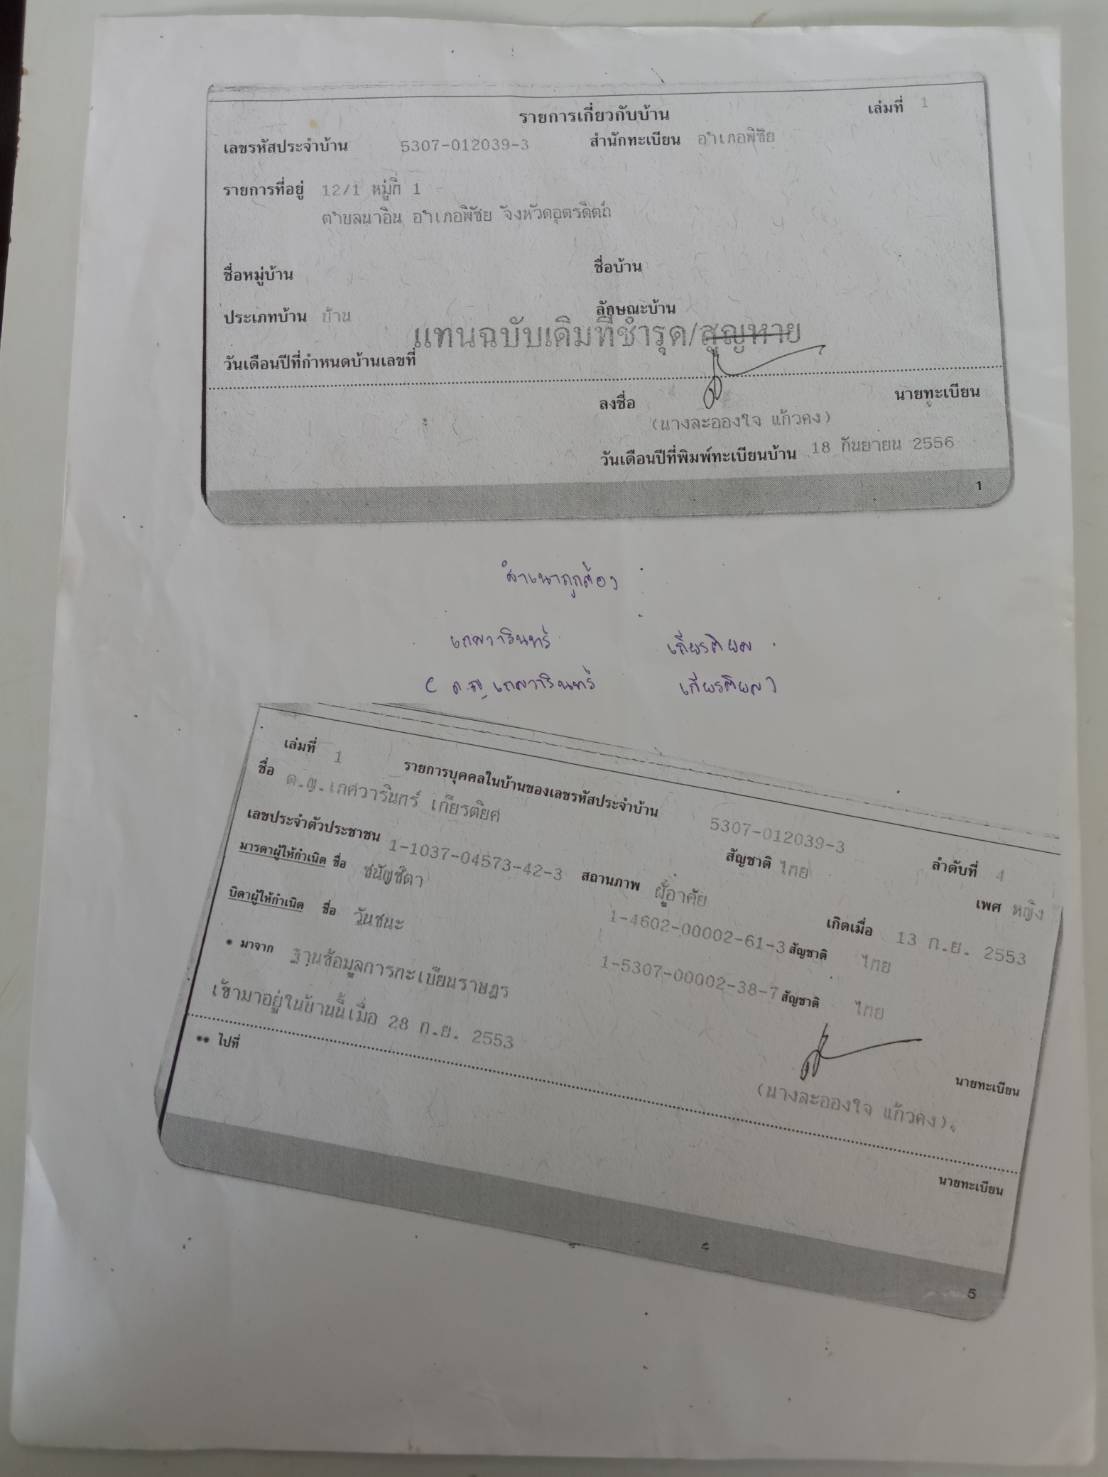 รายการเกี่ยวกับบ้าน เล่มที่ 1
เลขรหัสประจำบ้าน 5307-012039-3 สำนักทะเบียน อำเภอพิชัย
รายการที่อยู่ 12/1 หมู่ที่ 1
ตำบลนาอิน อำเภอพิชัย จังหวัดอุตรดิตถ์
ชื่อหมู่บ้าน ชื่อบ้าน
ประเภทบ้าน บ้าน ลักษณะบ้าน
แทนฉบับเดิมที่ชำรุด/สูญหาย
วันเดือนปีที่กำหนดบ้านเลขที่
ลงชื่อ นายทะเบียน
(นางละอองใจ แก้วคง)
วันเดือนปีที่พิมพ์ทะเบียนบ้าน 18 กันยายน 2556
1
สำเนาถูกต้อง
เกศวารินทร์ เกียรติยศ
( ด.ญ. เกศวารินทร์ เกียรติยศ )
เล่มที่ 1 รายการบุคคลในบ้านของเลขรหัสประจำบ้าน 5307-012039-3 ลำดับที่ 4
ชื่อ ด.ญ.เกศวารินทร์ เกียรติยศ สัญชาติ ไทย เพศ หญิง
เลขประจำตัวประชาชน 1-1037-04573-42-3 สถานภาพ ผู้อาศัย เกิดเมื่อ 13 ก.ย. 2553
มารดาผู้ให้กำเนิด ชื่อ ชนัญชิดา 1-4602-00002-61-3 สัญชาติ ไทย
บิดาผู้ให้กำเนิด ชื่อ วันชนะ 1-5307-00002-38-7 สัญชาติ ไทย
* มาจาก ฐานข้อมูลการทะเบียนราษฎร
เข้ามาอยู่ในบ้านนี้เมื่อ 28 ก.ย. 2553 นายทะเบียน
(นางละอองใจ แก้วคง)
** ไปที่
นายทะเบียน
5